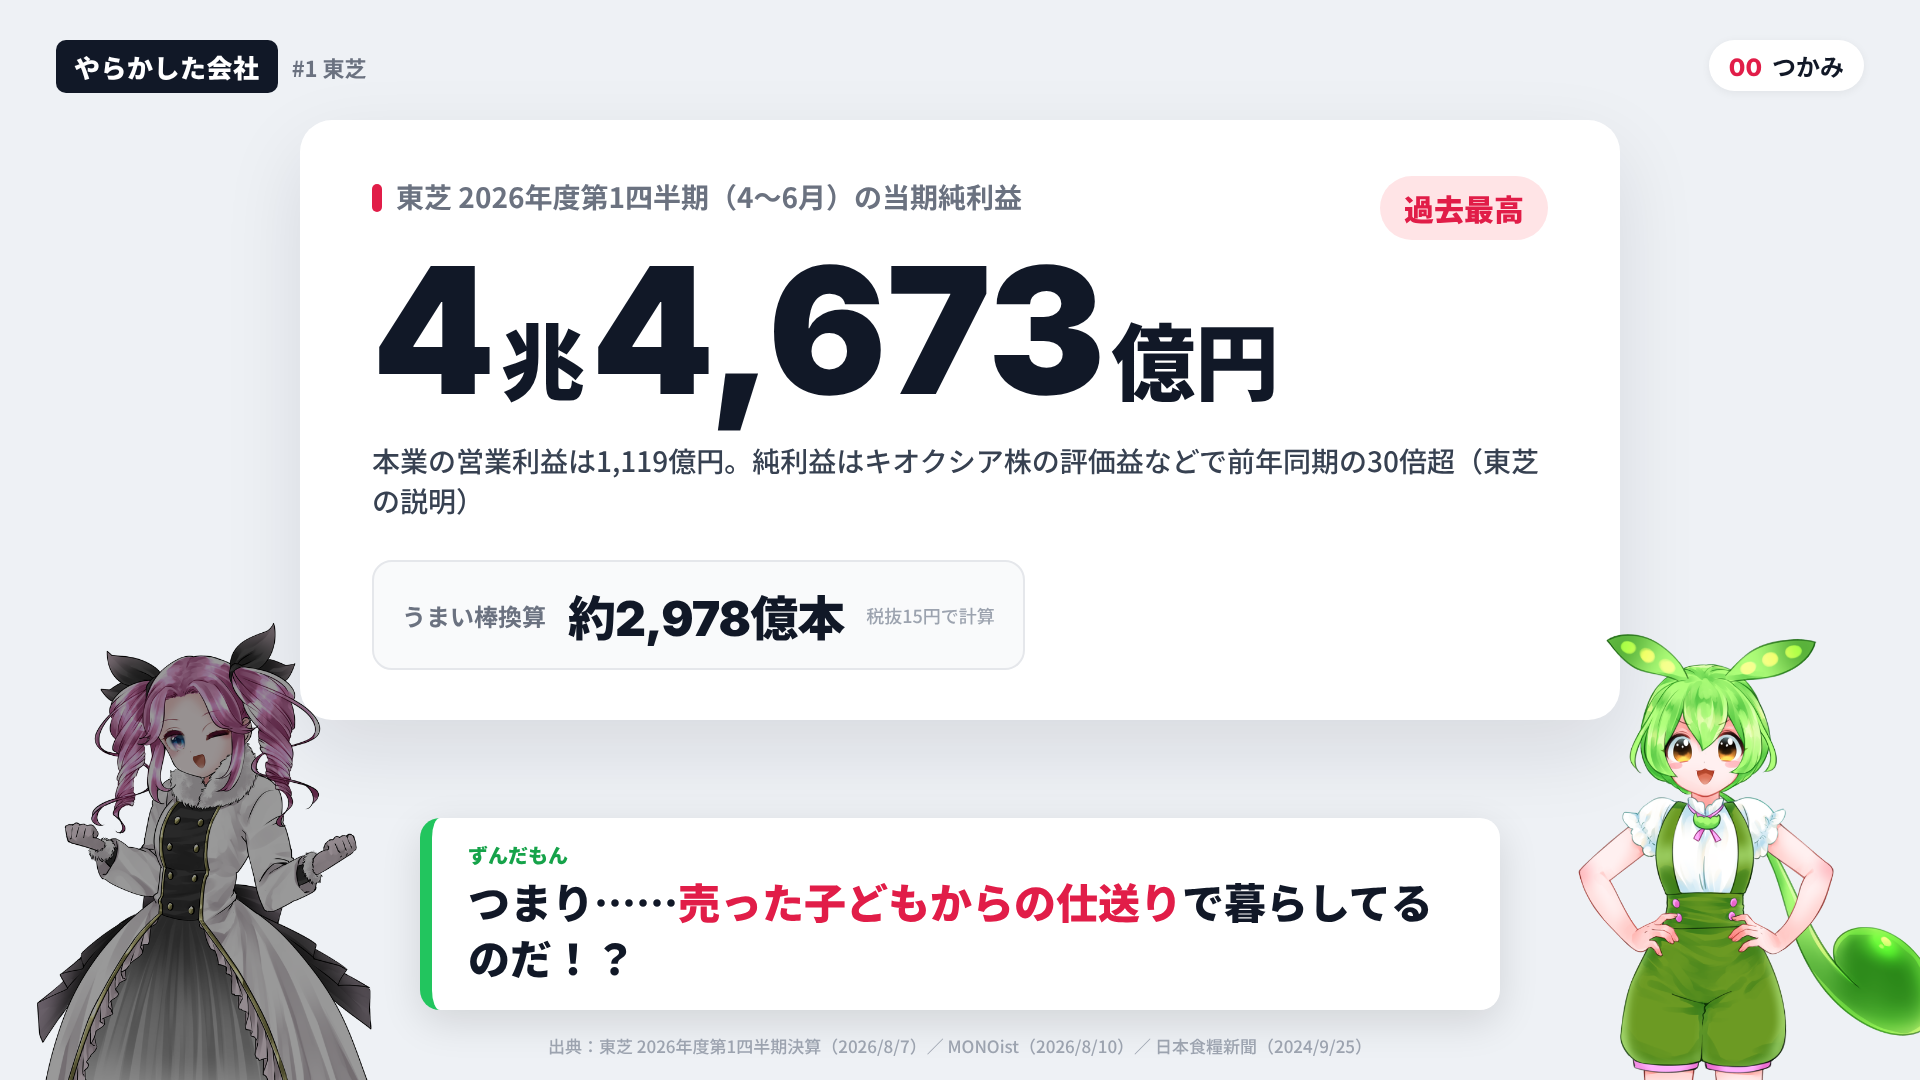 やらかした会社 #1 東芝
00 つかみ
東芝 2026年度第1四半期（4〜6月）の当期純利益
過去最高
4兆4,673億円
本業の営業利益は1,119億円。純利益はキオクシア株の評価益などで前年同期の30倍超（東芝
の説明）
うまい棒換算 約2,978億本 税抜15円で計算
ずんだもん
つまり……売った子どもからの仕送りで暮らしてる
のだ！？
出典：東芝 2026年度第1四半期決算（2026/8/7）／ MONOist（2026/8/10）／ 日本食糧新聞（2024/9/25）